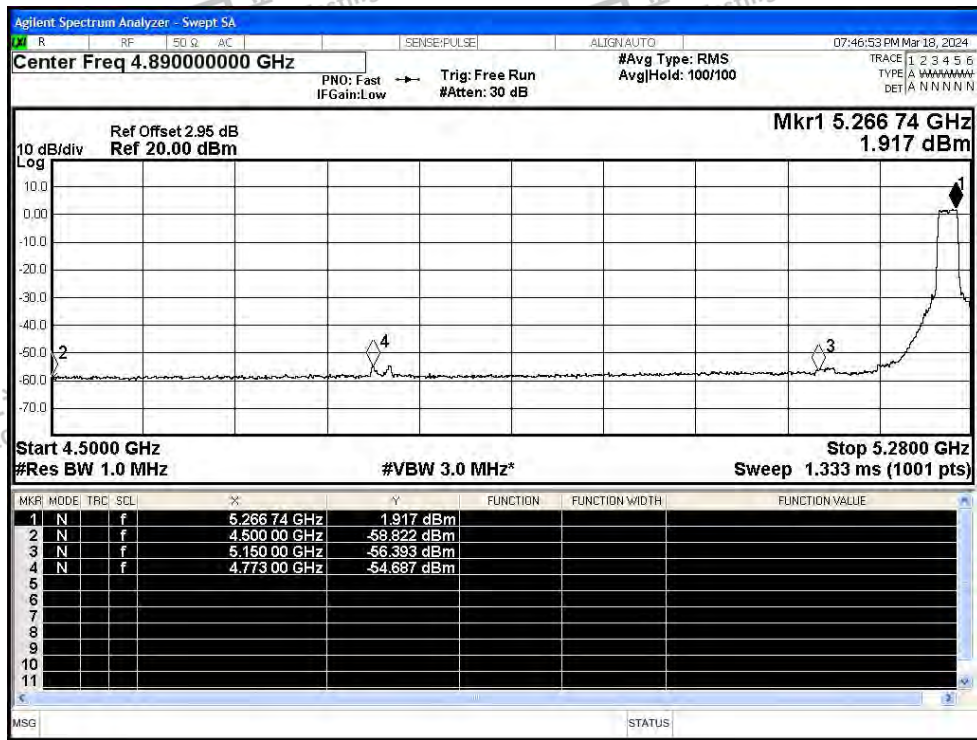 Agilent Spectrum Analyzer - Swept SA
LXI R RF 50 Ω AC SENSE:PULSE ALIGNAUTO 07:46:53 PM Mar 18, 2024
Center Freq 4.890000000 GHz #Avg Type: RMS TRACE 1 2 3 4 5 6
PNO: Fast Trig: Free Run Avg|Hold: 100/100 TYPE A WWWWW
IFGain:Low #Atten: 30 dB DET A N N N N N
Mkr1 5.266 74 GHz
Ref Offset 2.95 dB
10 dB/div Ref 20.00 dBm 1.917 dBm
Log
1
10.0
0.00
-10.0
-20.0
-30.0
-40.0
4
3
-50.0 2
-60.0
-70.0
Start 4.5000 GHz Stop 5.2800 GHz
#Res BW 1.0 MHz #VBW 3.0 MHz* Sweep 1.333 ms (1001 pts)
MKR MODE TRC SCL X Y FUNCTION FUNCTION WIDTH FUNCTION VALUE
1 N f 5.266 74 GHz 1.917 dBm
2 N f 4.500 00 GHz -58.822 dBm
3 N f 5.150 00 GHz -56.393 dBm
4 N f 4.773 00 GHz -54.687 dBm
5
6
7
8
9
10
11
MSG STATUS